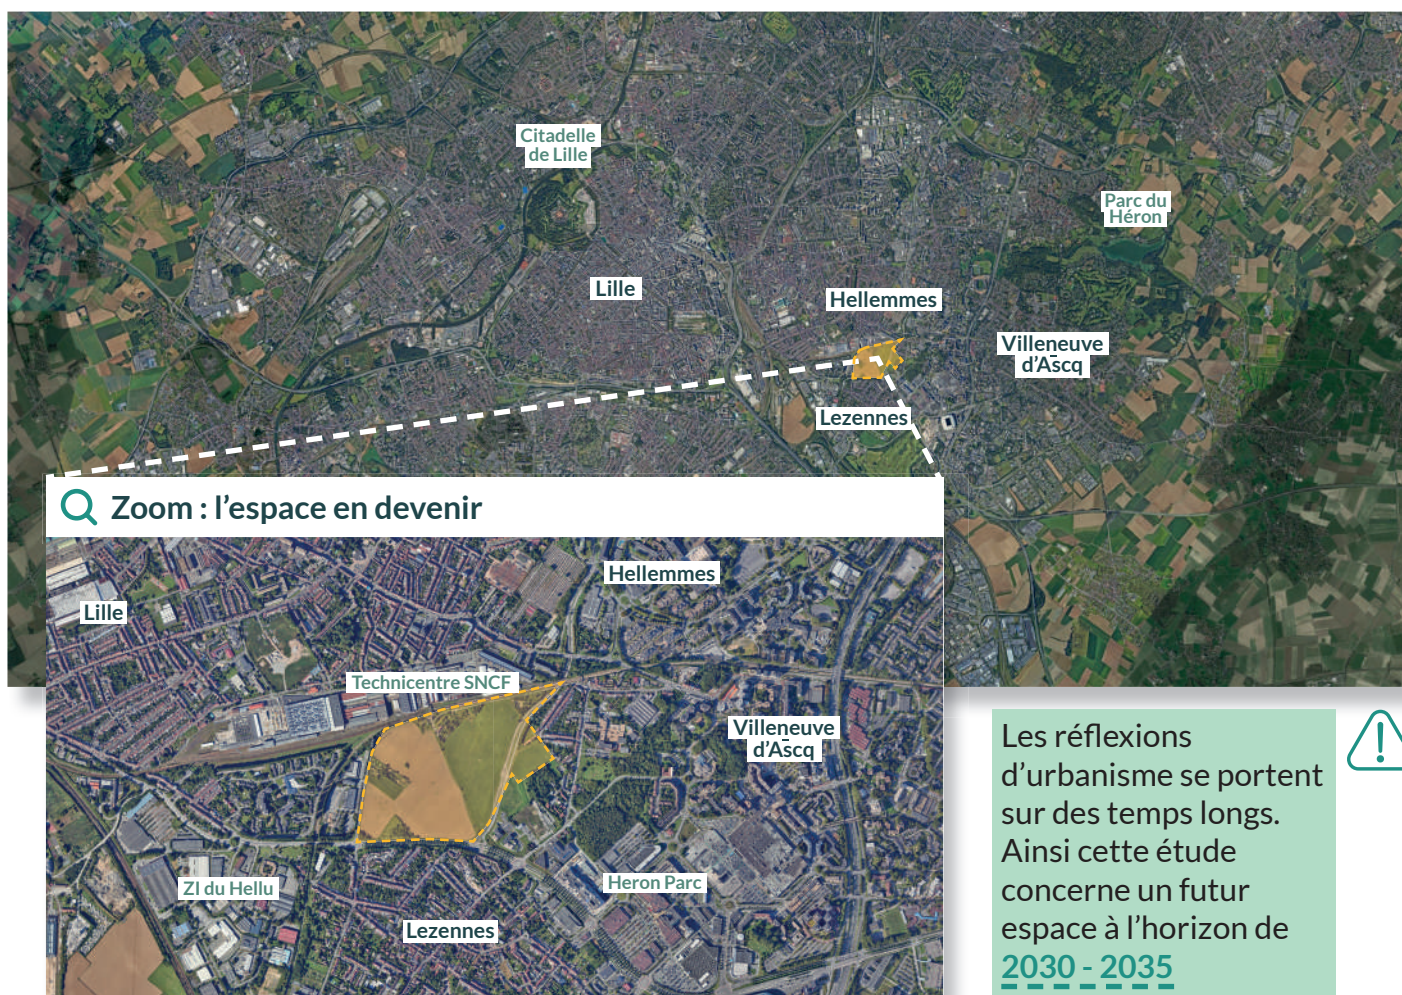 Citadelle
de Lille
Parc du
Héron
Lille
Hellemmes
Villeneuve
d'Ascq
Lezennes
Zoom : l'espace en devenir
Hellemmes
Lille
Technicentre SNCF
Villeneuve
d'Ascq
ZI du Hellu
Heron Parc
Lezennes
Les réflexions
d'urbanisme se portent
sur des temps longs.
Ainsi cette étude
concerne un futur
espace à l'horizon de
2030 - 2035